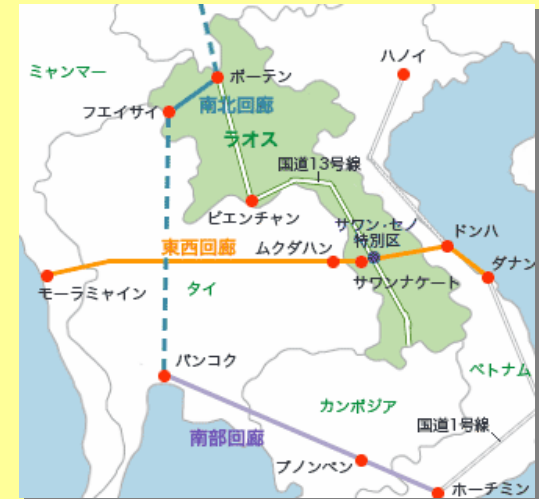 ハノイ
ミャンマー
ボーテン
フエイサイ
南北回廊
ラオス
国道13号線
ビエンチャン
サワン・セノ
特別区
ドンハ
東西回廊
ムクダハン
ダナン
モーラミャイン
タイ
サワンナケート
バンコク
ベトナム
カンボジア
国道1号線
南部回廊
プノンペン
ホーチミン